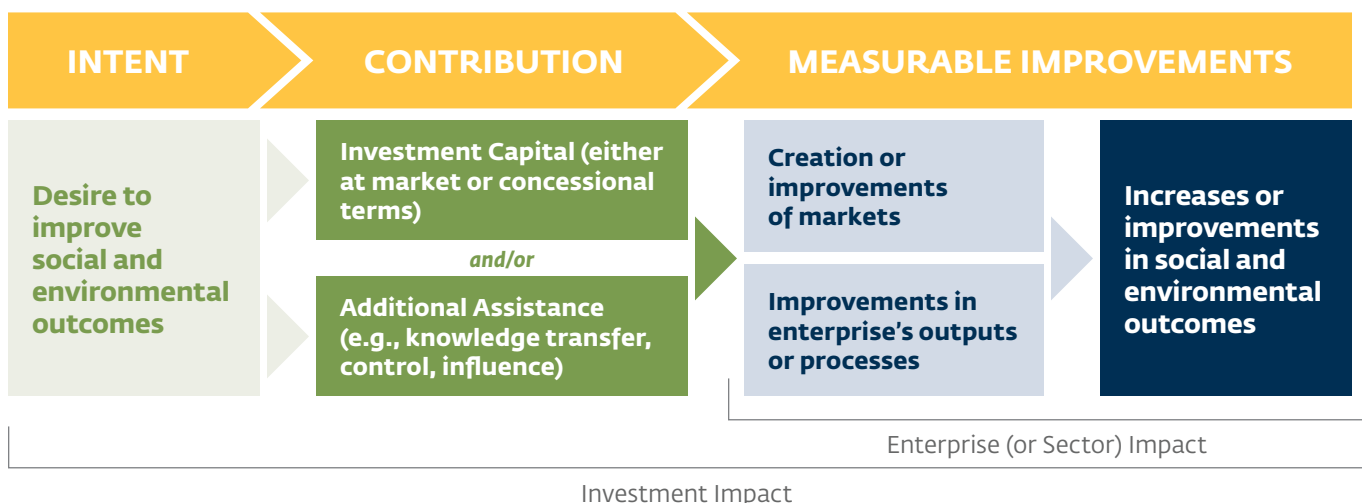 INTENT
CONTRIBUTION
MEASURABLE IMPROVEMENTS
Desire to
improve
social and
environmental
outcomes
Investment Capital (either
at market or concessional
terms)
and/or
Additional Assistance
(e.g., knowledge transfer,
control, influence)
Creation or
improvements
of markets
Improvements in
enterprise’s outputs
or processes
Increases or
improvements
in social and
environmental
outcomes
Enterprise (or Sector) Impact
Investment Impact